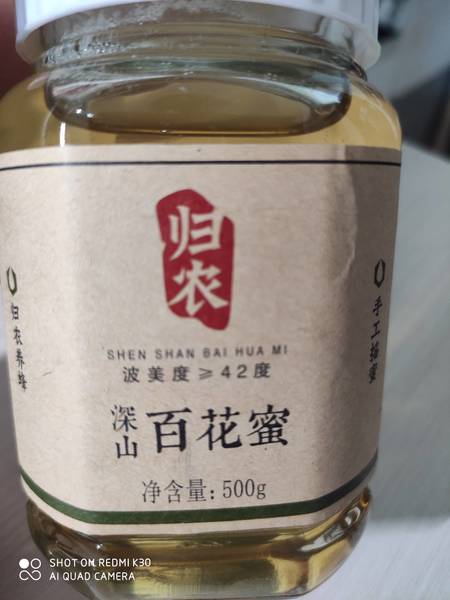 归农
SHEN SHAN BAI HUA MI
波美度≥42度
深山
百花蜜
净含量:500g
归农养蜂
手工摇蜜
SHOT ON REDMI K30
AI QUAD CAMERA